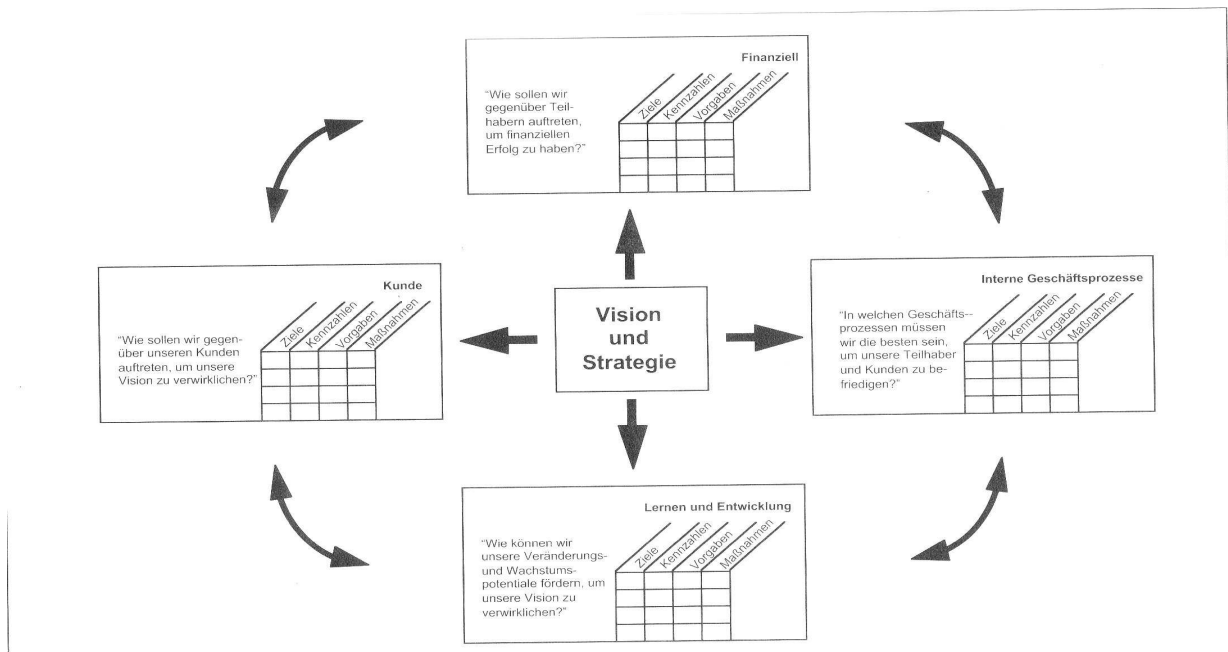 Finanziell
"Wie sollen wir
gegenüber Teil-
habern auftreten,
um finanziellen
Erfolg zu haben?"
Ziele
Kennzahlen
Vorgaben
Maßnahmen
Kunde
"Wie sollen wir gegen-
über unseren Kunden
auftreten, um unsere
Vision zu verwirklichen?"
Ziele
Kennzahlen
Vorgaben
Maßnahmen
Vision
und
Strategie
Interne Geschäftsprozesse
"In welchen Geschäfts--
prozessen müssen
wir die besten sein,
um unsere Teilhaber
und Kunden zu be-
friedigen?"
Ziele
Kennzahlen
Vorgaben
Maßnahmen
Lernen und Entwicklung
"Wie können wir
unsere Veränderungs-
und Wachstums-
potentiale fördern, um
unsere Vision zu
verwirklichen?"
Ziele
Kennzahlen
Vorgaben
Maßnahmen